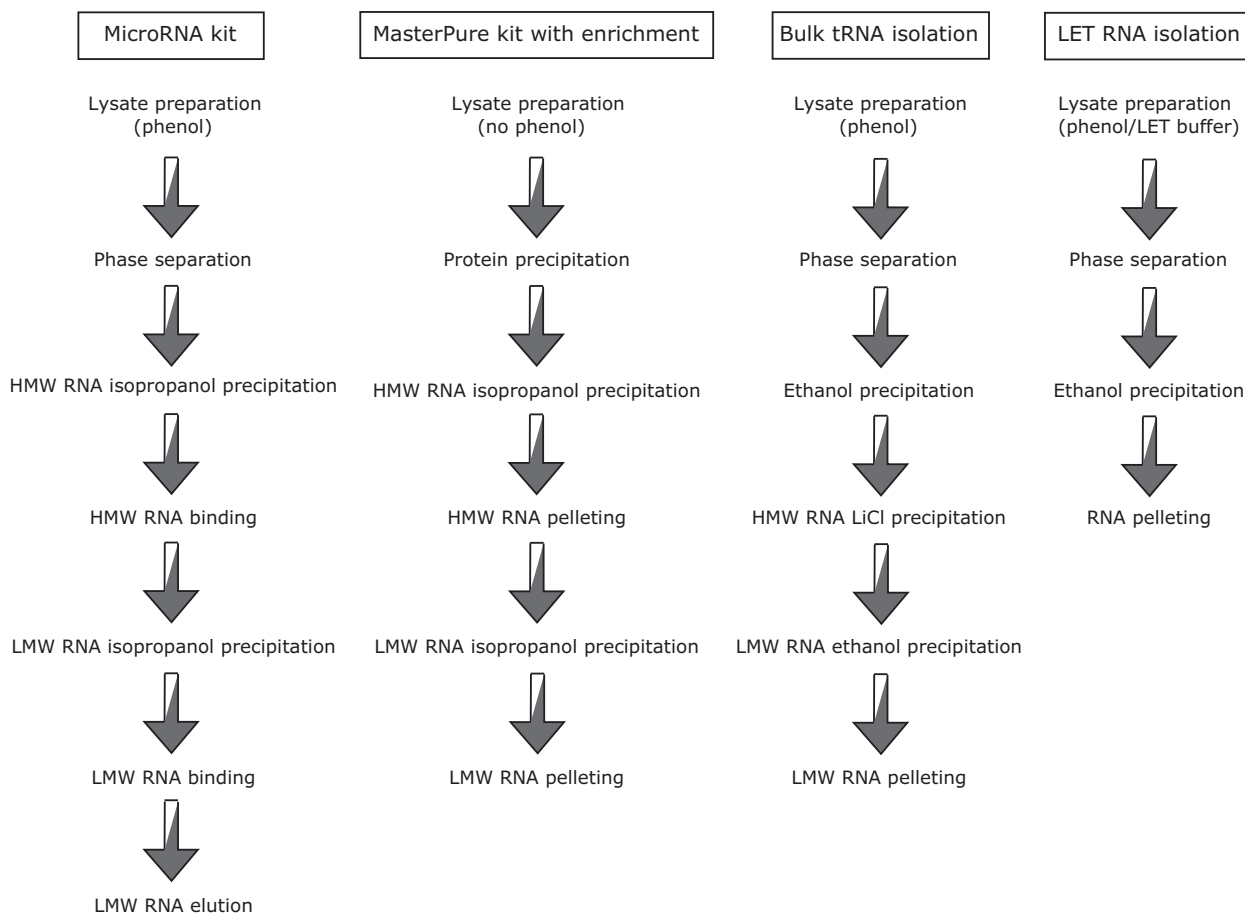 MicroRNA kit
Lysate preparation
(phenol)
Phase separation
HMW RNA isopropanol precipitation
HMW RNA binding
LMW RNA isopropanol precipitation
LMW RNA binding
LMW RNA elution
MasterPure kit with enrichment
Lysate preparation
(no phenol)
Protein precipitation
HMW RNA isopropanol precipitation
HMW RNA pelleting
LMW RNA isopropanol precipitation
LMW RNA pelleting
Bulk tRNA isolation
Lysate preparation
(phenol)
Phase separation
Ethanol precipitation
HMW RNA LiCl precipitation
LMW RNA ethanol precipitation
LMW RNA pelleting
LET RNA isolation
Lysate preparation
(phenol/LET buffer)
Phase separation
Ethanol precipitation
RNA pelleting